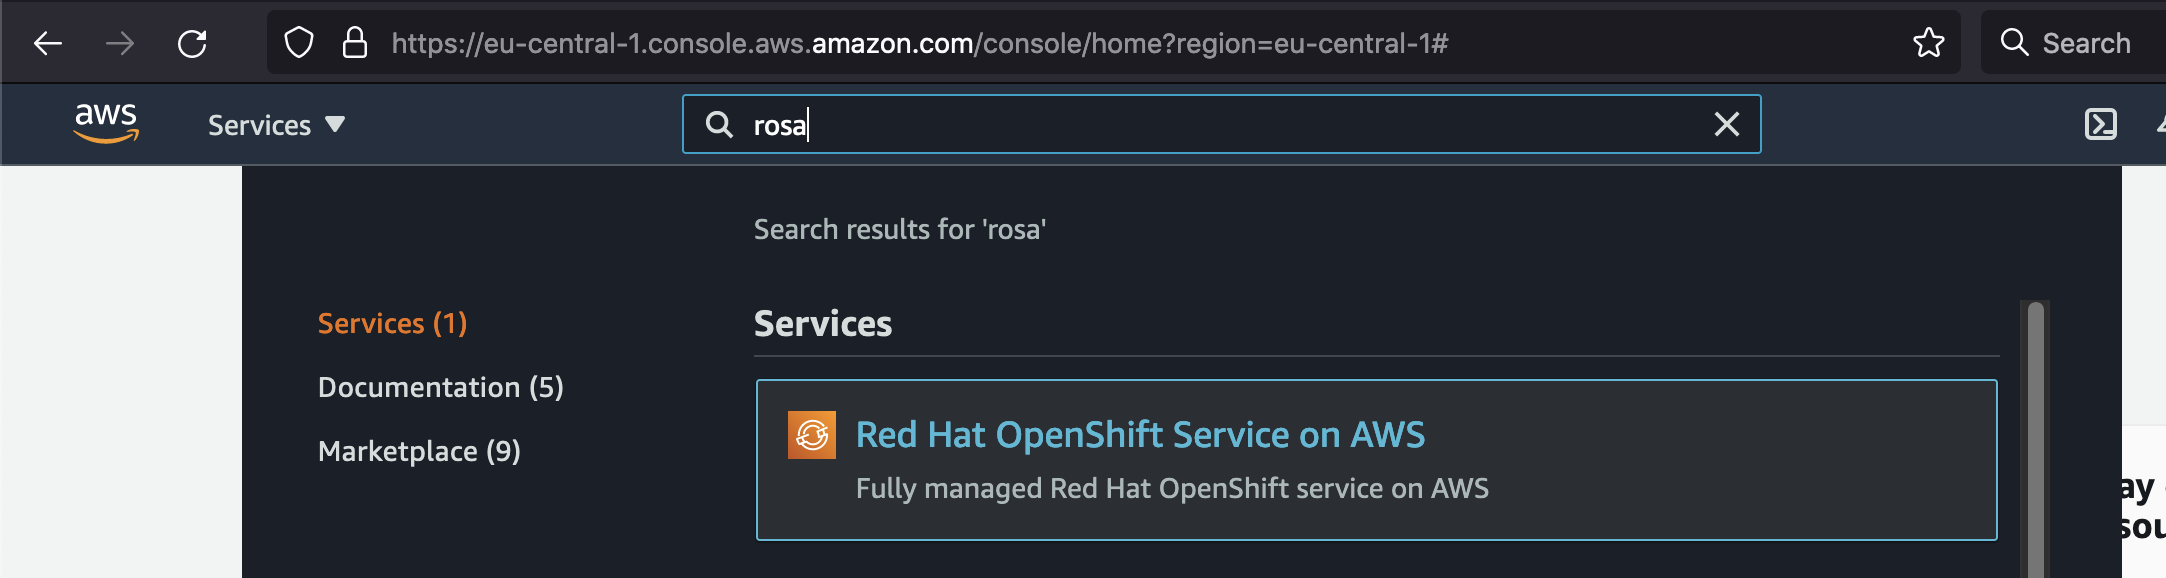 https://eu-central-1.console.aws.amazon.com/console/home?region=eu-central-1#
Search
aws
Services
rosa
Search results for 'rosa'
Services (1)
Documentation (5)
Marketplace (9)
Services
Red Hat OpenShift Service on AWS
Fully managed Red Hat OpenShift service on AWS